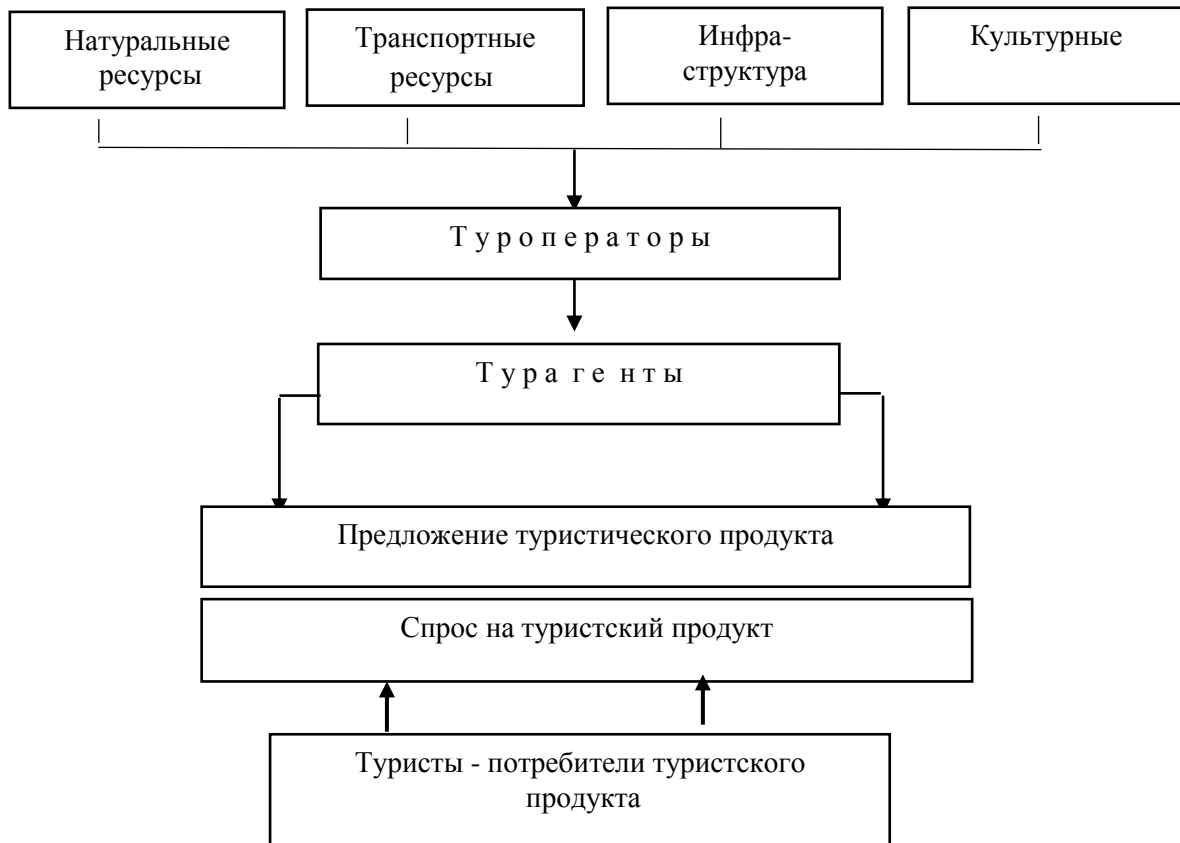 Натуральные
ресурсы
Транспортные
ресурсы
Инфра-
структура
Культурные
Т у р о п е р а т о р ы
Т у р а г е н т ы
Предложение туристического продукта
Спрос на туристский продукт
Туристы - потребители туристского
продукта